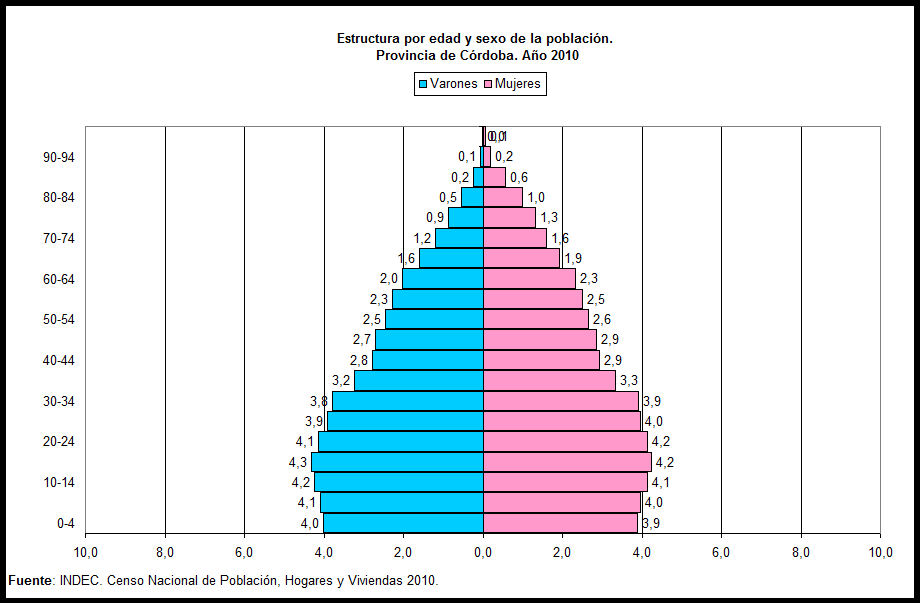 Estructura por edad y sexo de la población.
Provincia de Córdoba. Año 2010
Varones Mujeres
0,0 0,1
90-94 0,1 0,2
0,2 0,6
80-84 0,5 1,0
0,9 1,3
70-74 1,2 1,6
1,6 1,9
60-64 2,0 2,3
2,3 2,5
50-54 2,5 2,6
2,7 2,9
40-44 2,8 2,9
3,2 3,3
30-34 3,8 3,9
3,9 4,0
20-24 4,1 4,2
4,3 4,2
10-14 4,2 4,1
4,1 4,0
0-4 4,0 3,9
10,0 8,0 6,0 4,0 2,0 0,0 2,0 4,0 6,0 8,0 10,0
Fuente: INDEC. Censo Nacional de Población, Hogares y Viviendas 2010.